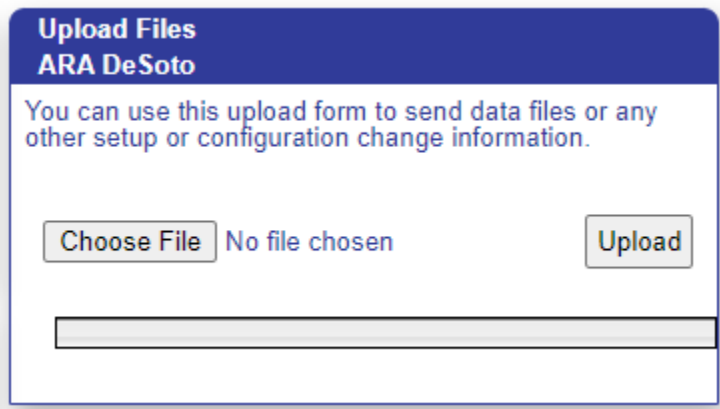 Upload Files
ARA DeSoto
You can use this upload form to send data files or any
other setup or configuration change information.
Choose File No file chosen Upload